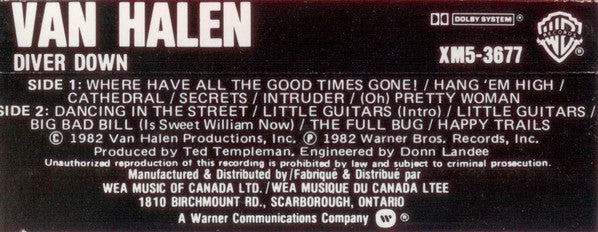 VAN HALEN
DIVER DOWN
DOLBY SYSTEM ®
XM5-3677
WB
RECORDS
®
SIDE 1: WHERE HAVE ALL THE GOOD TIMES GONE! / HANG 'EM HIGH /
CATHEDRAL / SECRETS / INTRUDER / (Oh) PRETTY WOMAN
SIDE 2: DANCING IN THE STREET / LITTLE GUITARS (Intro) / LITTLE GUITARS /
BIG BAD BILL (Is Sweet William Now) / THE FULL BUG / HAPPY TRAILS
© 1982 Van Halen Productions, Inc. ℗ 1982 Warner Bros. Records, Inc.
Produced by Ted Templeman, Engineered by Donn Landee
Unauthorized reproduction of this recording is prohibited by law and subject to criminal prosecution.
Manufactured & Distributed by/Fabriqué & Distribué par
WEA MUSIC OF CANADA LTD. / WEA MUSIQUE DU CANADA LTEE
1810 BIRCHMOUNT RD., SCARBOROUGH, ONTARIO
A Warner Communications Company ®